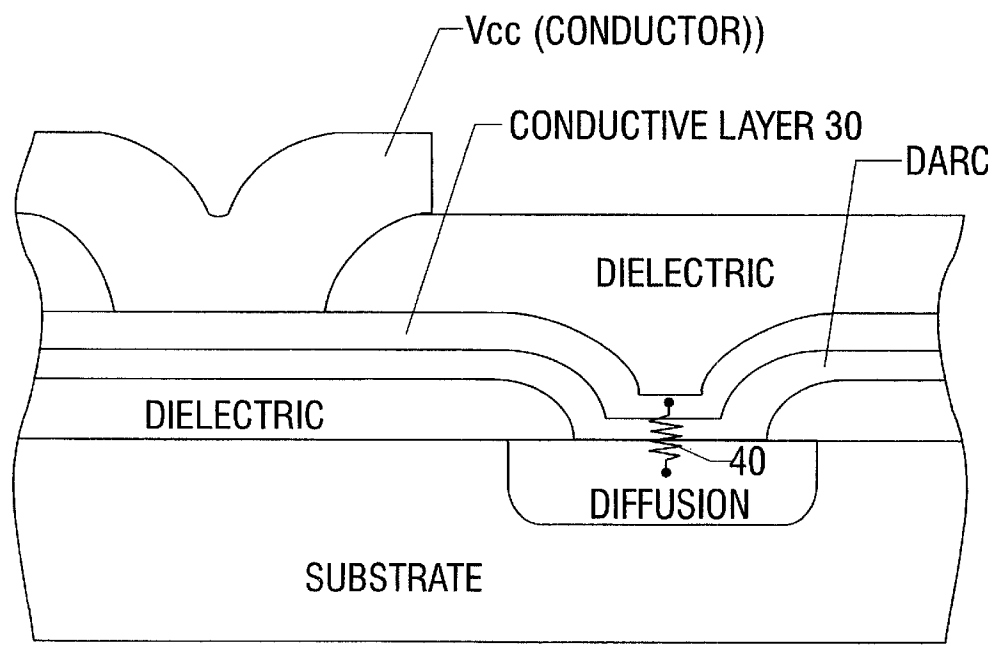 Vcc (CONDUCTOR))
CONDUCTIVE LAYER 30
DARC
DIELECTRIC
DIELECTRIC
40
DIFFUSION
SUBSTRATE